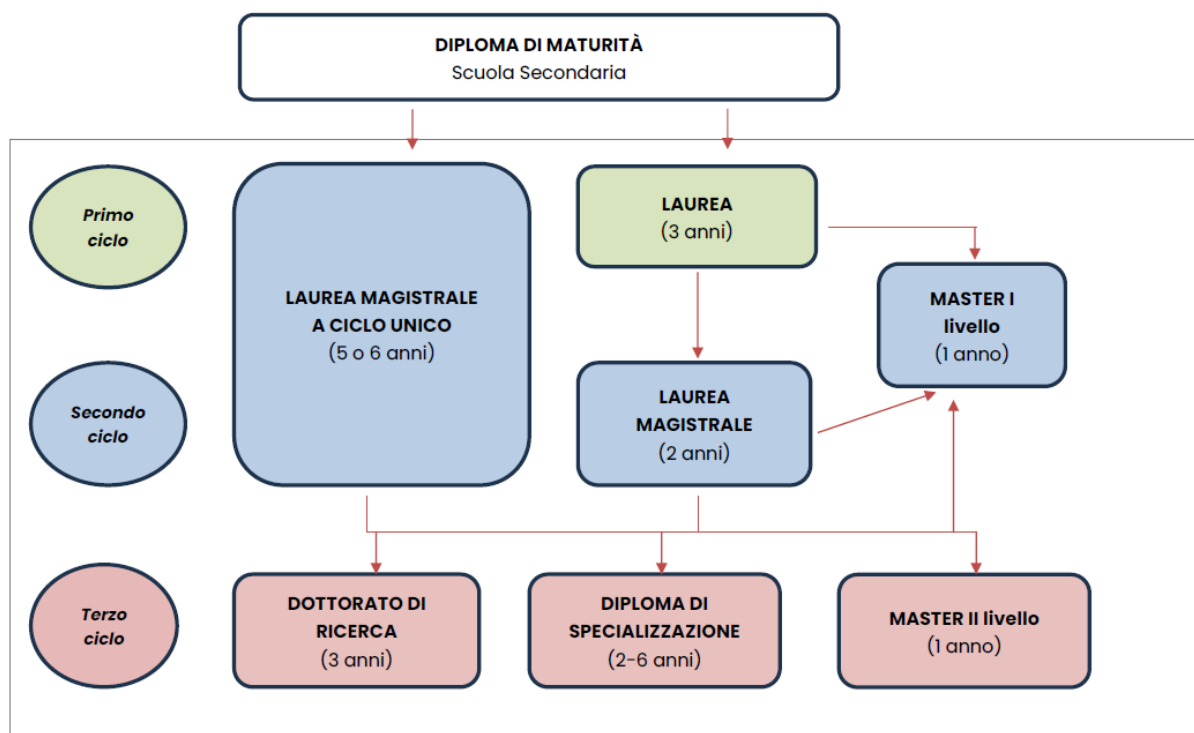 DIPLOMA DI MATURITÀ
Scuola Secondaria
Primo
ciclo
LAUREA MAGISTRALE
A CICLO UNICO
(5 o 6 anni)
LAUREA
(3 anni)
MASTER I
livello
(1 anno)
Secondo
ciclo
LAUREA
MAGISTRALE
(2 anni)
Terzo
ciclo
DOTTORATO DI
RICERCA
(3 anni)
DIPLOMA DI
SPECIALIZZAZIONE
(2-6 anni)
MASTER II livello
(1 anno)